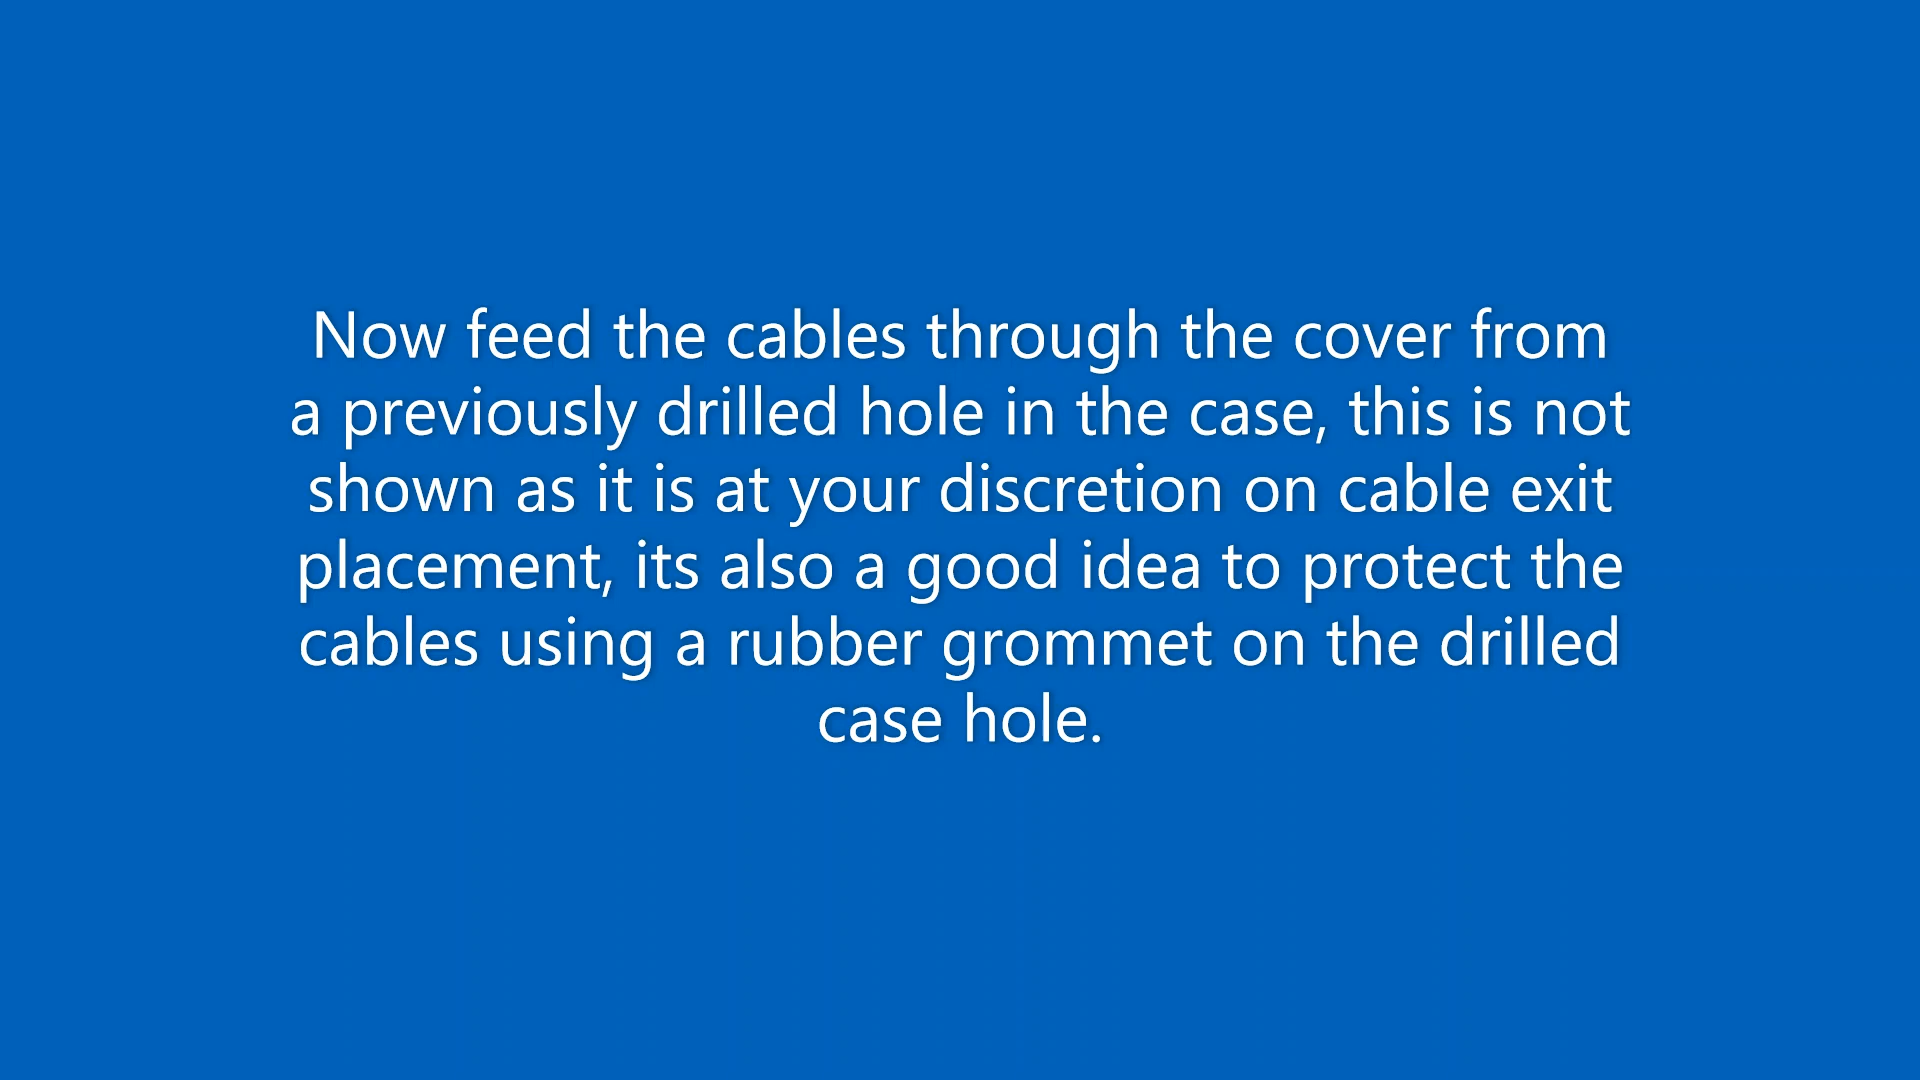 Now feed the cables through the cover from
a previously drilled hole in the case, this is not
shown as it is at your discretion on cable exit
placement, its also a good idea to protect the
cables using a rubber grommet on the drilled
case hole.